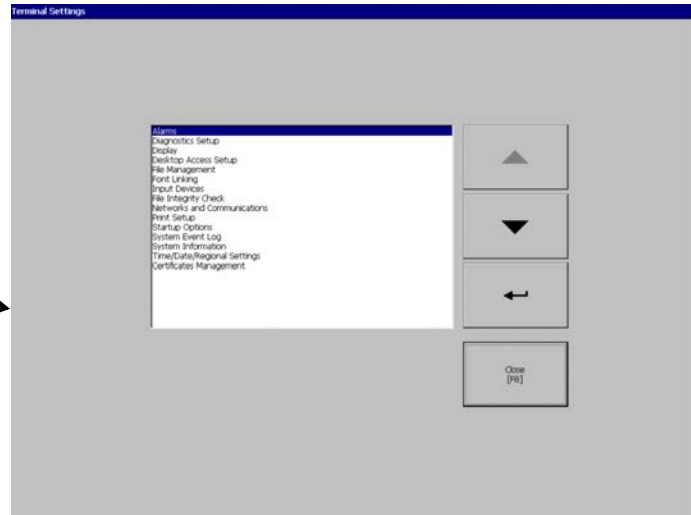 Terminal Settings
Alarms
Diagnostics Setup
Display
Desktop Access Setup
File Management
Font Linking
Input Devices
File Integrity Check
Networks and Communications
Print Setup
Startup Options
System Event Log
System Information
Time/Date/Regional Settings
Certificates Management
Close
[F8]